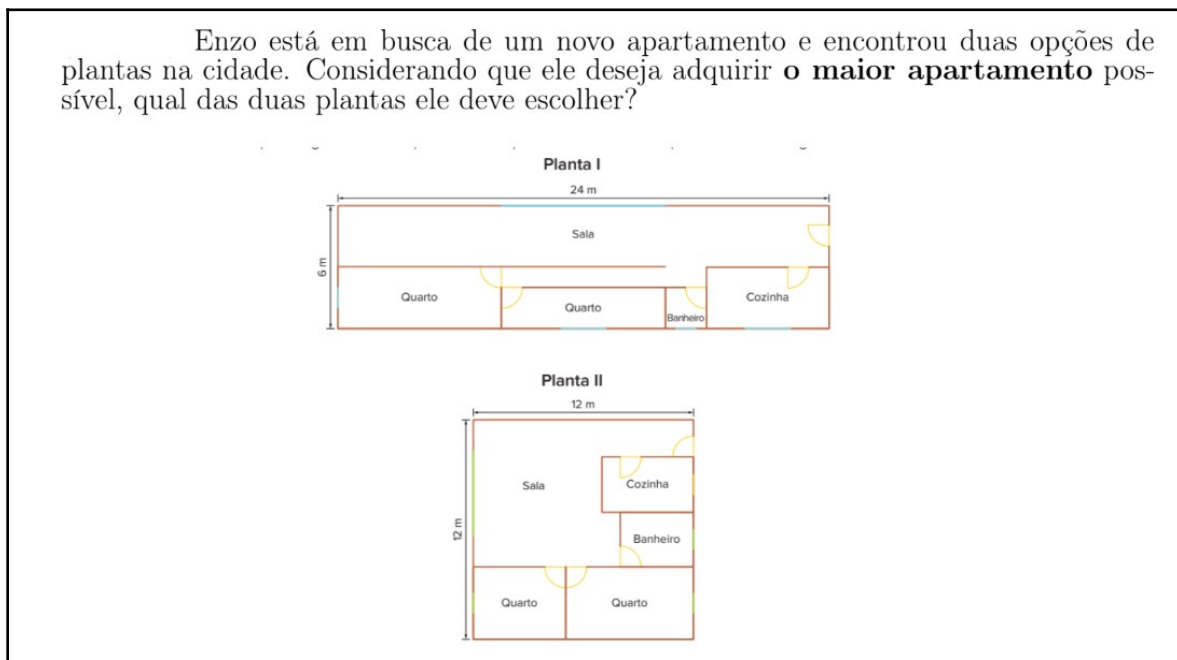 Enzo está em busca de um novo apartamento e encontrou duas opções de
plantas na cidade. Considerando que ele deseja adquirir o maior apartamento pos-
sível, qual das duas plantas ele deve escolher?
Planta I
24 m
6 m
Sala
Quarto
Quarto
Banheiro
Cozinha
Planta II
12 m
12 m
Sala
Cozinha
Banheiro
Quarto
Quarto